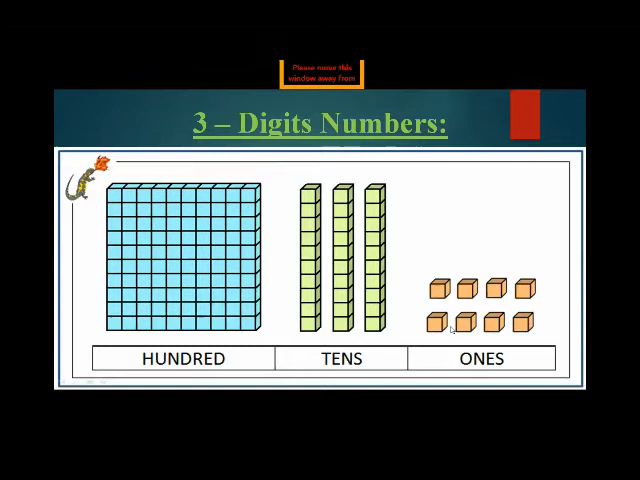 Please move this
window away from
3 – Digits Numbers:
HUNDRED TENS ONES